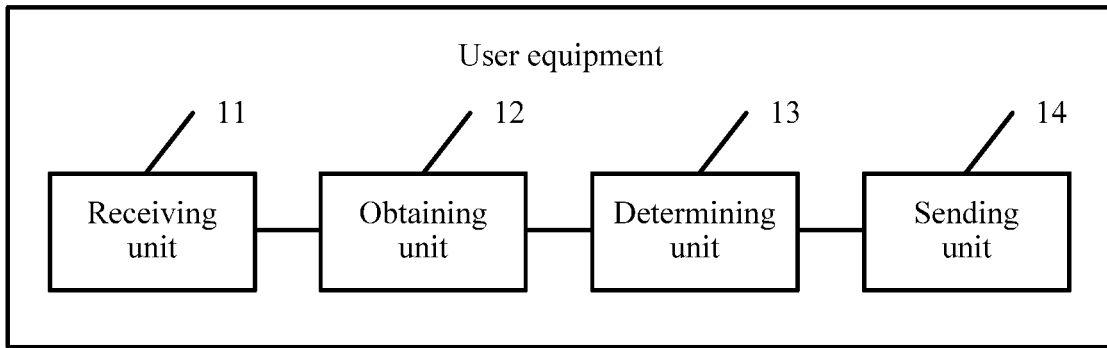 User equipment
11
12
13
14
Receiving
unit
Obtaining
unit
Determining
unit
Sending
unit